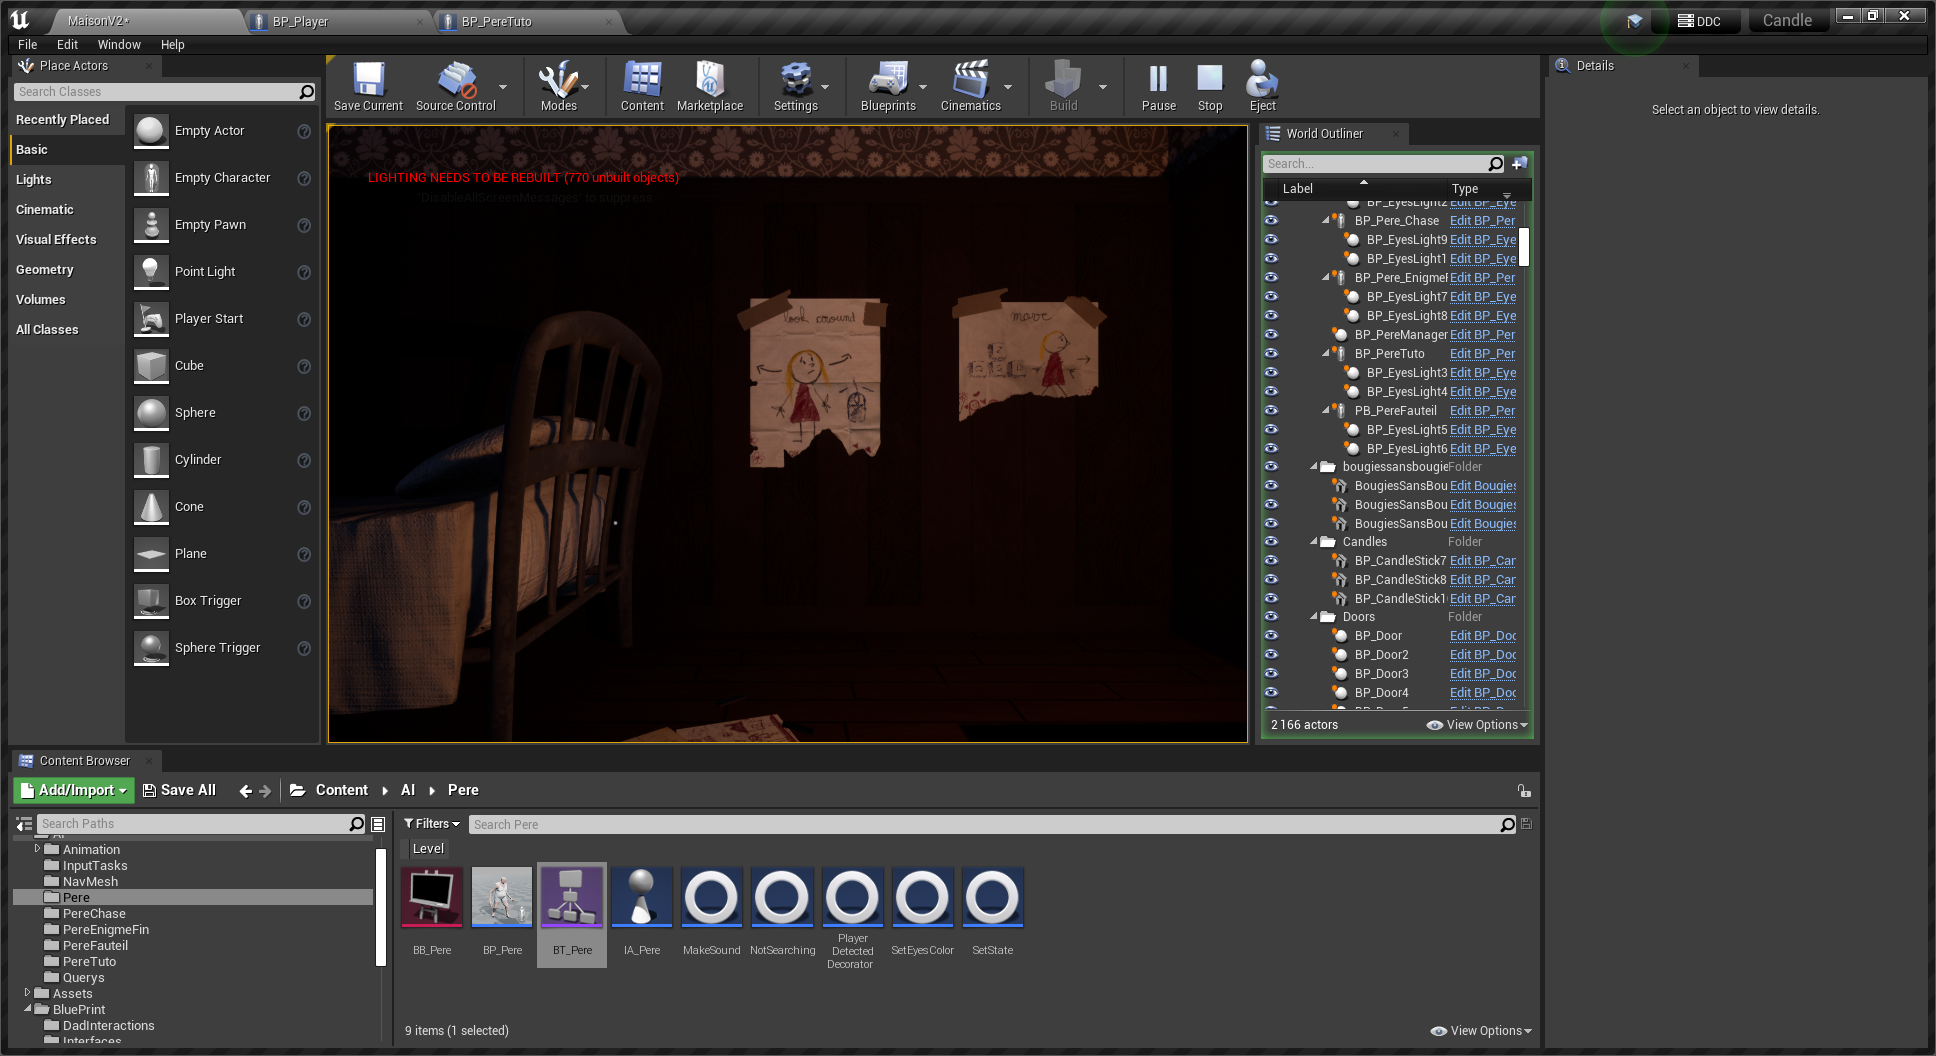 MaisonV2*
BP_Player
BP_PereTuto
DDC
Candle
File Edit Window Help
Place Actors
Search Classes
Recently Placed
Basic
Lights
Cinematic
Visual Effects
Geometry
Volumes
All Classes
Empty Actor
Empty Character
Empty Pawn
Point Light
Player Start
Cube
Sphere
Cylinder
Cone
Plane
Box Trigger
Sphere Trigger
Save Current
Source Control
Modes
Content
Marketplace
Settings
Blueprints
Cinematics
Build
Pause
Stop
Eject
LIGHTING NEEDS TO BE REBUILT (770 unbuilt objects)
'DisableAllScreenMessages' to suppress
look around
move
World Outliner
Search...
Label Type
BP_EyesLight2 Edit BP_Eye
BP_Pere_Chase Edit BP_Per
BP_EyesLight9 Edit BP_Eye
BP_EyesLight1 Edit BP_Eye
BP_Pere_Enigme Edit BP_Per
BP_EyesLight7 Edit BP_Eye
BP_EyesLight8 Edit BP_Eye
BP_PereManager Edit BP_Per
BP_PereTuto Edit BP_Per
BP_EyesLight3 Edit BP_Eye
BP_EyesLight4 Edit BP_Eye
PB_PereFauteil Edit BP_Per
BP_EyesLight5 Edit BP_Eye
BP_EyesLight6 Edit BP_Eye
bougiessansbougie Folder
BougiesSansBou Edit Bougies
BougiesSansBou Edit Bougies
BougiesSansBou Edit Bougies
Candles Folder
BP_CandleStick7 Edit BP_Car
BP_CandleStick8 Edit BP_Car
BP_CandleStick1 Edit BP_Car
Doors Folder
BP_Door Edit BP_Doo
BP_Door2 Edit BP_Doo
BP_Door3 Edit BP_Doo
BP_Door4 Edit BP_Doo
2 166 actors
View Options
Details
Select an object to view details.
Content Browser
Add/Import Save All Content AI Pere
Search Paths
AI
Animation
InputTasks
NavMesh
Pere
PereChase
PereEnigmeFin
PereFauteil
PereTuto
Querys
Assets
BluePrint
DadInteractions
Interfaces
Filters
Search Pere
Level
BB_Pere
BP_Pere
BT_Pere
IA_Pere
MakeSound
NotSearching
Player
Detected
Decorator
SetEyesColor
SetState
9 items (1 selected)
View Options